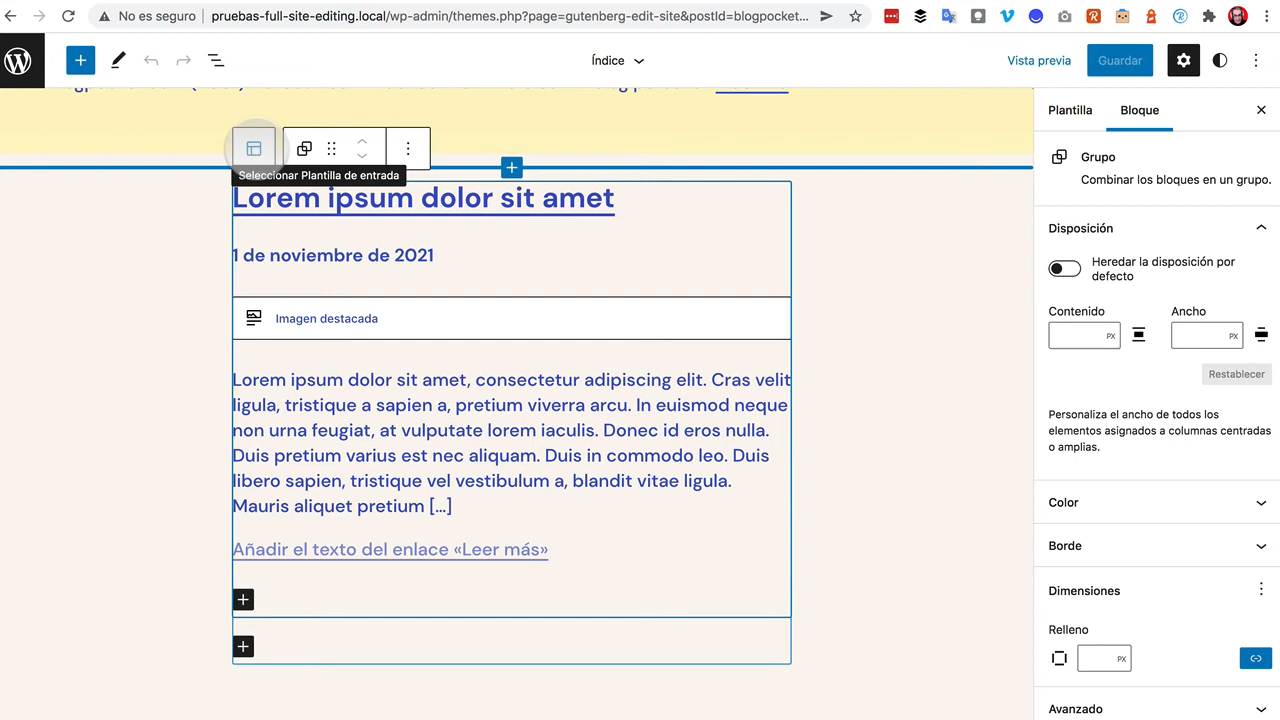 No es seguro
pruebas-full-site-editing.local/wp-admin/themes.php?page=gutenberg-edit-site&postId=blogpocket...
Índice
Vista previa
Guardar
Plantilla
Bloque
Seleccionar Plantilla de entrada
Lorem ipsum dolor sit amet
1 de noviembre de 2021
Imagen destacada
Lorem ipsum dolor sit amet, consectetur adipiscing elit. Cras velit
ligula, tristique a sapien a, pretium viverra arcu. In euismod neque
non urna feugiat, at vulputate lorem iaculis. Donec id eros nulla.
Duis pretium varius est nec aliquam. Duis in commodo leo. Duis
libero sapien, tristique vel vestibulum a, blandit vitae ligula.
Mauris aliquet pretium [...]
Añadir el texto del enlace «Leer más»
Grupo
Combinar los bloques en un grupo.
Disposición
Heredar la disposición por
defecto
Contenido
Ancho
PX
PX
Restablecer
Personaliza el ancho de todos los
elementos asignados a columnas centradas
o amplias.
Color
Borde
Dimensiones
Relleno
PX
Avanzado